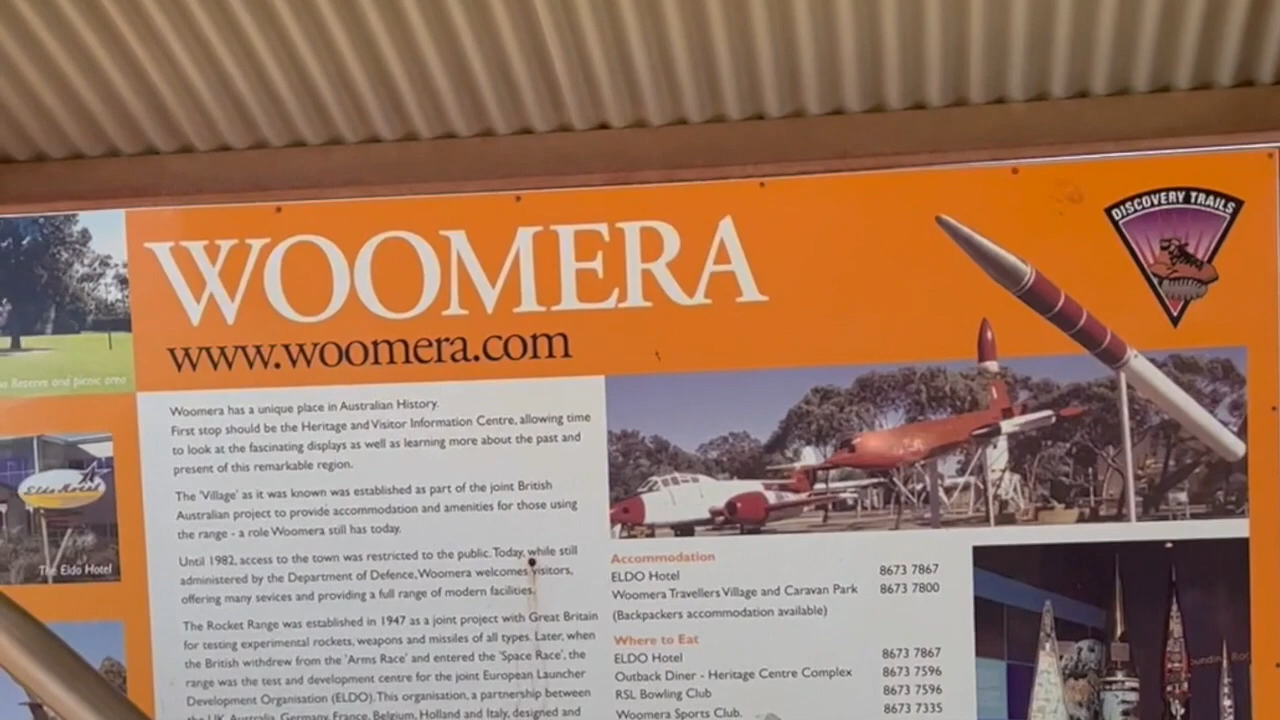 WOOMERA
www.woomera.com
DISCOVERY TRAILS
Reserve and picnic area
Eldo Hotel
The Eldo Hotel
Woomera has a unique place in Australian History.
First stop should be the Heritage and Visitor Information Centre, allowing time
to look at the fascinating displays as well as learning more about the past and
present of this remarkable region.
The 'Village' as it was known was established as part of the joint British
Australian project to provide accommodation and amenities for those using
the range - a role Woomera still has today.
Until 1982, access to the town was restricted to the public. Today, while still
administered by the Department of Defence, Woomera welcomes visitors,
offering many sevices and providing a full range of modern facilities.
The Rocket Range was established in 1947 as a joint project with Great Britain
for testing experimental rockets, weapons and missiles of all types. Later, when
the British withdrew from the 'Arms Race' and entered the 'Space Race', the
range was the test and development centre for the joint European Launcher
Development Organisation (ELDO). This organisation, a partnership between
the UK, Australia, Germany, France, Belgium, Holland and Italy, designed and
Accommodation
ELDO Hotel 8673 7867
Woomera Travellers Village and Caravan Park 8673 7800
(Backpackers accommodation available)
Where to Eat
ELDO Hotel 8673 7867
Outback Diner - Heritage Centre Complex 8673 7596
RSL Bowling Club 8673 7596
Woomera Sports Club. 8673 7335